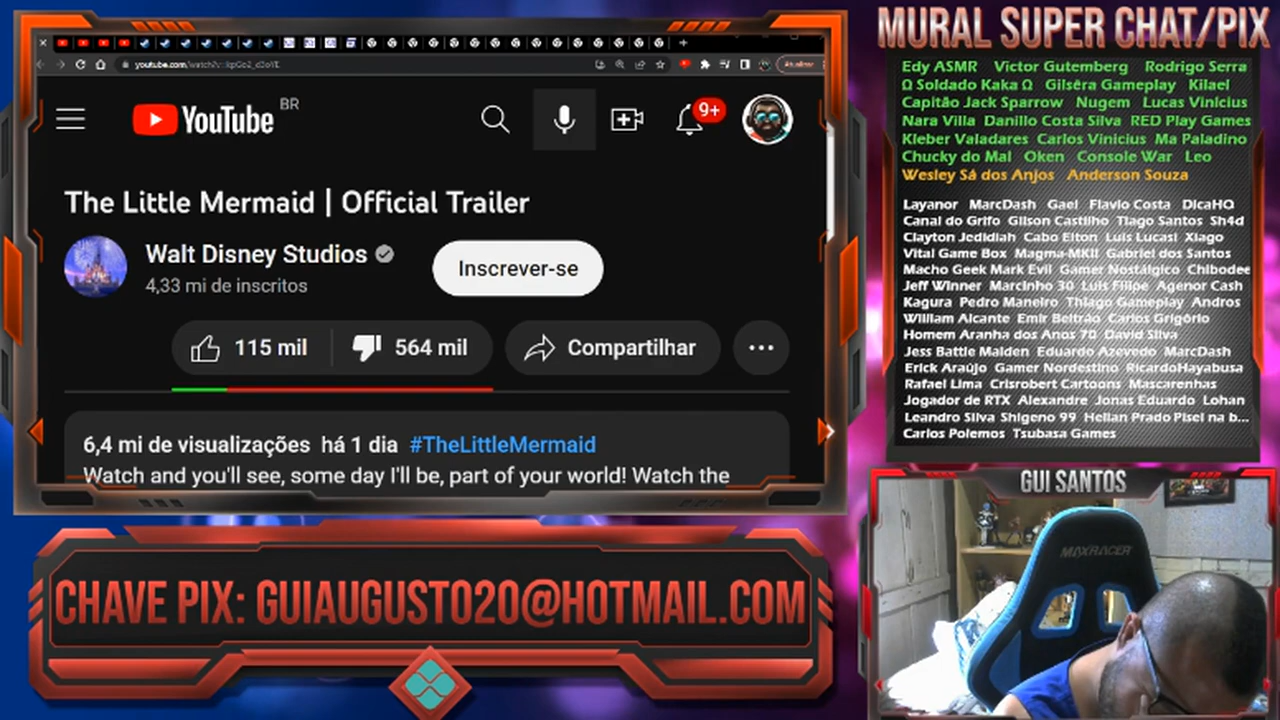 youtube.com/watch?v=kpGo2_d3oYE
BR
YouTube
9+
The Little Mermaid | Official Trailer
Walt Disney Studios
Inscrever-se
4,33 mi de inscritos
115 mil
564 mil
Compartilhar
6,4 mi de visualizações há 1 dia #TheLittleMermaid
Watch and you'll see, some day I'll be, part of your world! Watch the
CHAVE PIX: GUIAUGUSTO20@HOTMAIL.COM
MURAL SUPER CHAT/PIX
Edy ASMR Victor Gutemberg Rodrigo Serra
Ω Soldado Kaka Ω Gilsêra Gameplay Kilael
Capitão Jack Sparrow Nugem Lucas Vinicius
Nara Villa Danillo Costa Silva RED Play Games
Kleber Valadares Carlos Vinicius Ma Paladino
Chucky do Mal Oken Console War Leo
Wesley Sá dos Anjos Anderson Souza
Layanor MarcDash Gael Flavio Costa DicaHQ
Canal do Grifo Gilson Castilho Tiago Santos Sh4d
Clayton Jedidiah Cabo Elton Luis Lucasi Xiago
Vital Game Box Magma-MKII Gabriel dos Santos
Macho Geek Mark Evil Gamer Nostálgico Chibodee
Jeff Winner Marcinho 30 Luis Filipe Agenor Cash
Kagura Pedro Maneiro Thiago Gameplay Andros
William Alcante Emir Beltrão Carlos Grigório
Homem Aranha dos Anos 70 David Silva
Jess Battle Maiden Eduardo Azevedo MarcDash
Erick Araújo Gamer Nordestino RicardoHayabusa
Rafael Lima Crisrobert Cartoons Mascarenhas
Jogador de RTX Alexandre Jonas Eduardo Lohan
Leandro Silva Shigeno 99 Helian Prado Pisei na b...
Carlos Polemos Tsubasa Games
GUI SANTOS
MAXRACER